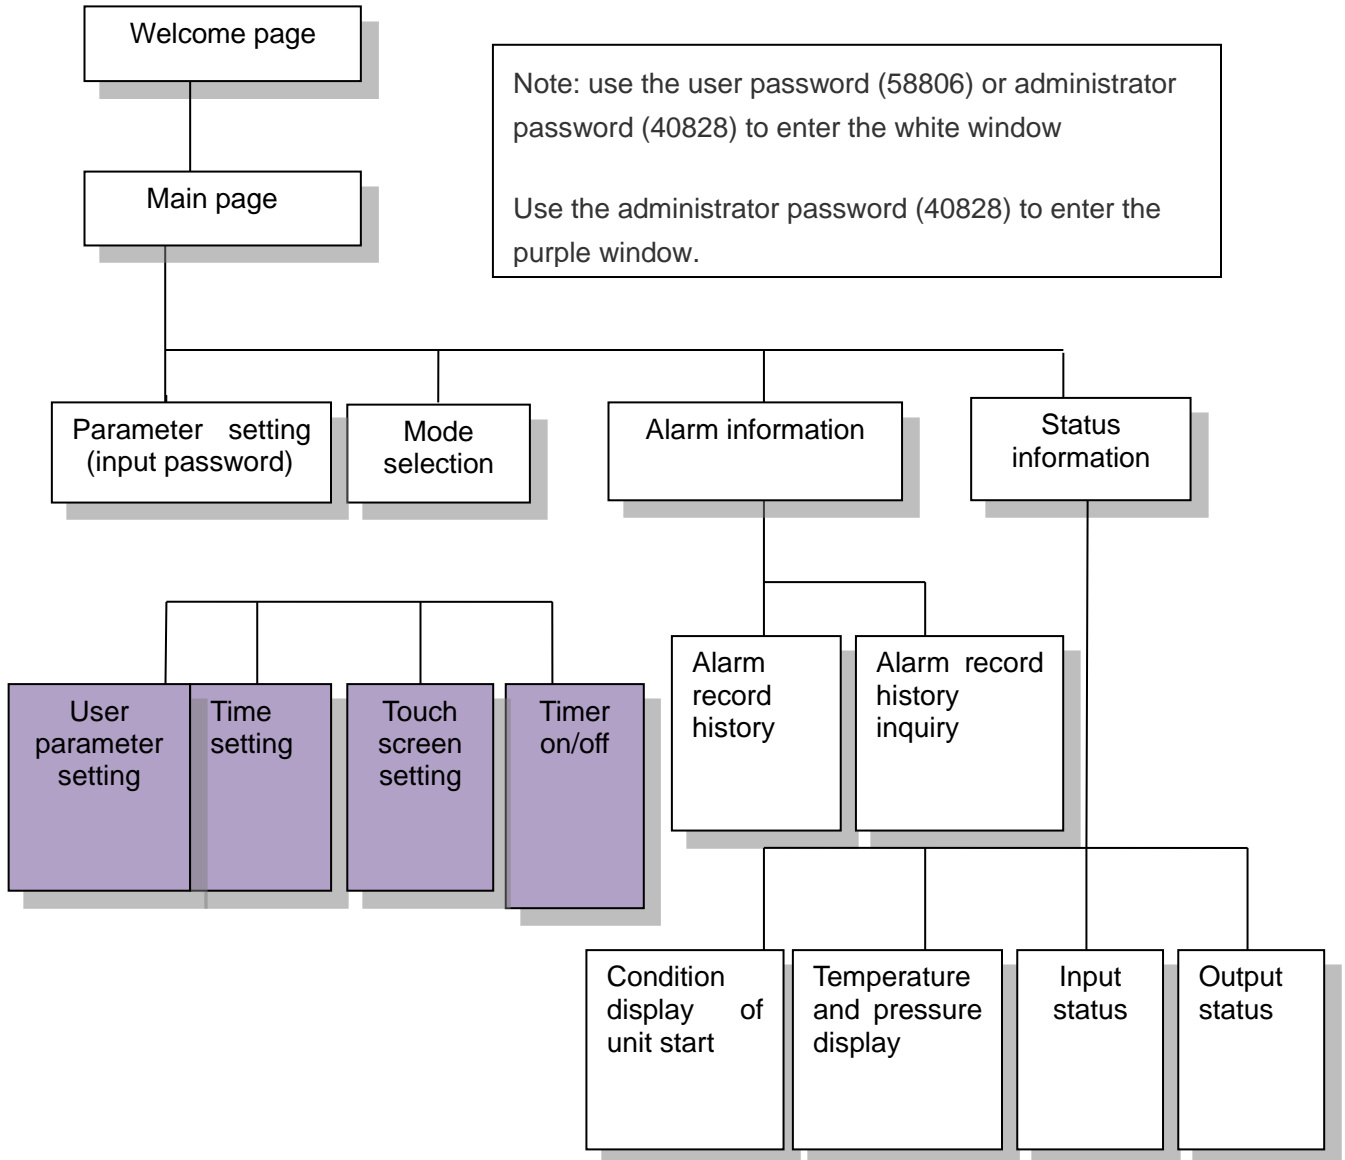 Welcome page
Note: use the user password (58806) or administrator
password (40828) to enter the white window
Use the administrator password (40828) to enter the
purple window.
Main page
Parameter setting
(input password)
Mode
selection
Alarm information
Status
information
User
parameter
setting
Time
setting
Touch
screen
setting
Timer
on/off
Alarm
record
history
Alarm record
history
inquiry
Condition
display of
unit start
Temperature
and pressure
display
Input
status
Output
status